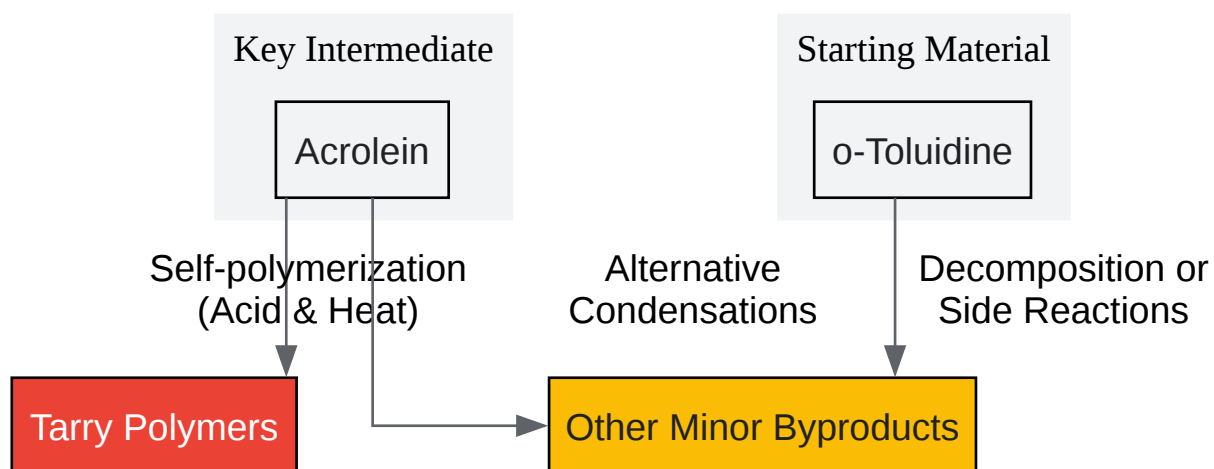 Key Intermediate
Starting Material
Acrolein
o-Toluidine
Self-polymerization
(Acid & Heat)
Alternative
Condensations
Decomposition or
Side Reactions
Tarry Polymers
Other Minor Byproducts